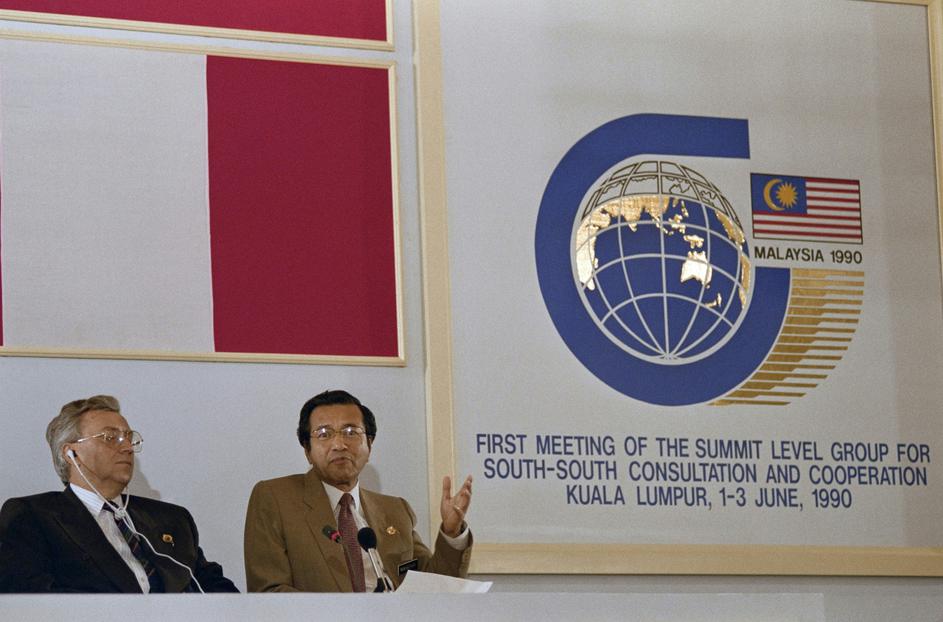 MALAYSIA 1990
FIRST MEETING OF THE SUMMIT LEVEL GROUP FOR
SOUTH-SOUTH CONSULTATION AND COOPERATION
KUALA LUMPUR, 1-3 JUNE, 1990